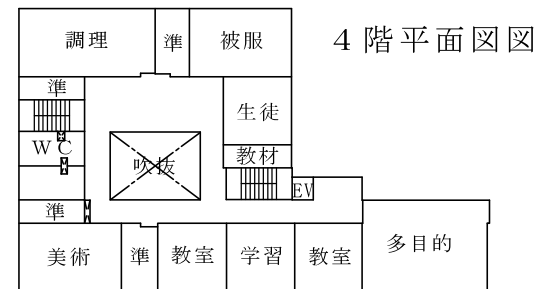 4階平面図図
調理
準
被服
準
生徒
WC
吹抜
教材
EV
準
美術
準
教室
学習
教室
多目的